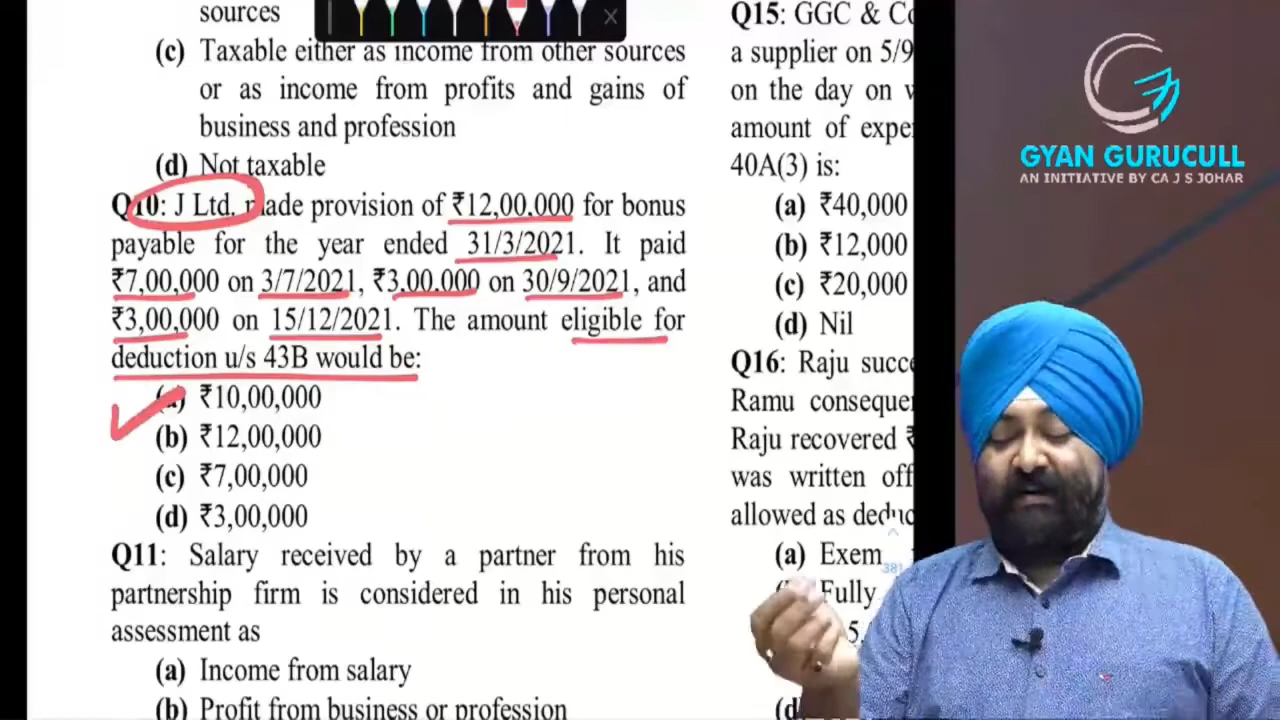 sources
(c) Taxable either as income from other sources
or as income from profits and gains of
business and profession
(d) Not taxable
Q10: J Ltd. made provision of ₹12,00,000 for bonus
payable for the year ended 31/3/2021. It paid
₹7,00,000 on 3/7/2021, ₹3,00,000 on 30/9/2021, and
₹3,00,000 on 15/12/2021. The amount eligible for
deduction u/s 43B would be:
(a) ₹10,00,000
(b) ₹12,00,000
(c) ₹7,00,000
(d) ₹3,00,000
Q11: Salary received by a partner from his
partnership firm is considered in his personal
assessment as
(a) Income from salary
(b) Profit from business or profession
Q15: GGC &
a supplier on 5/9
on the day on
amount of
40A(3) is:
(a) ₹40,000
(b) ₹12,000
(c) ₹20,000
(d) Nil
Q16: Raju
Ramu
Raju recovered ₹
was written off
allowed as
(a)
381
Fully
5,
(d)
GYAN GURUCULL
AN INITIATIVE BY CA J S JOHAR